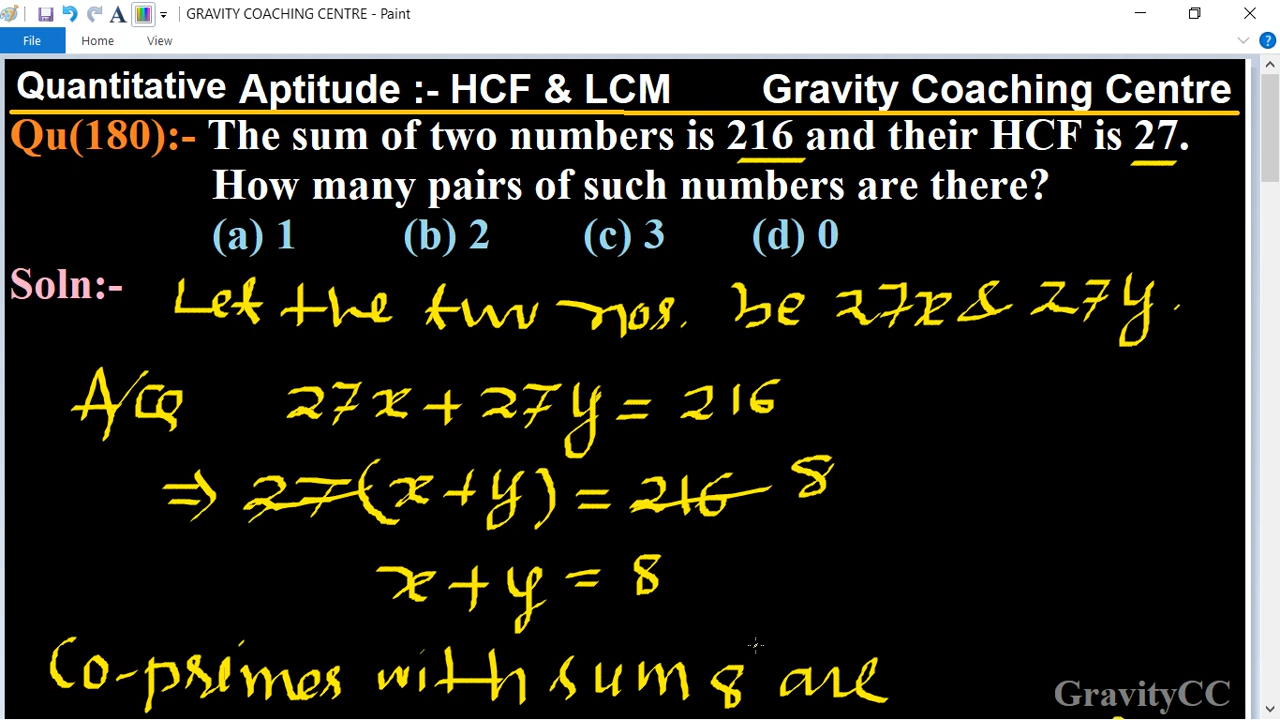 GRAVITY COACHING CENTRE - Paint
File Home View
Quantitative Aptitude :- HCF & LCM Gravity Coaching Centre
Qu(180):- The sum of two numbers is 216 and their HCF is 27.
How many pairs of such numbers are there?
(a) 1 (b) 2 (c) 3 (d) 0
Soln:- Let the two nos. be 27x & 27y.
A/CQ 27x + 27y = 216
⇒ 27(x+y) = 216 8
x + y = 8
Co-primes with sum 8 are
GravityCC